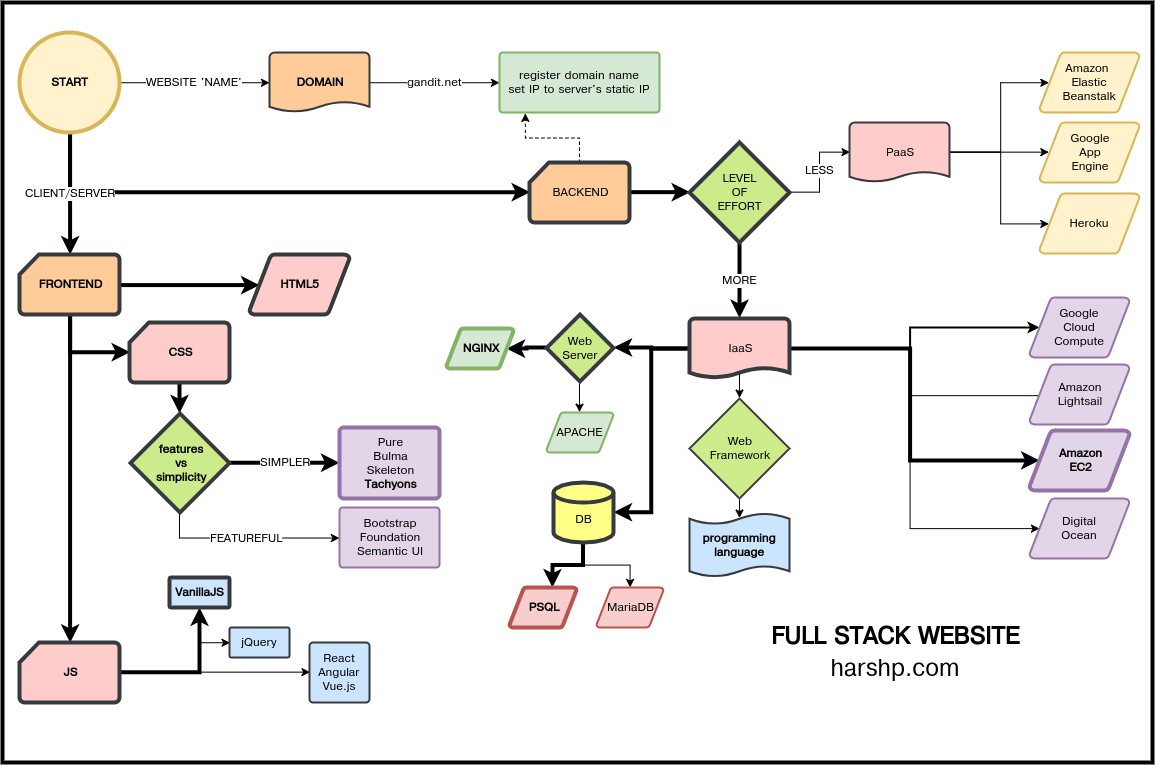 START
WEBSITE 'NAME'
DOMAIN
gandit.net
register domain name
set IP to server's static IP
CLIENT/SERVER
BACKEND
LEVEL
OF
EFFORT
LESS
PaaS
Amazon
Elastic
Beanstalk
Google
App
Engine
Heroku
FRONTEND
HTML5
MORE
CSS
NGINX
Web
Server
IaaS
Google
Cloud
Compute
Amazon
Lightsail
APACHE
Web
Framework
Amazon
EC2
features
vs
simplicity
SIMPLER
Pure
Bulma
Skeleton
Tachyons
FEATUREFUL
Bootstrap
Foundation
Semantic UI
DB
programming
language
Digital
Ocean
VanillaJS
PSQL
MariaDB
jQuery
JS
React
Angular
Vue.js
FULL STACK WEBSITE
harshp.com